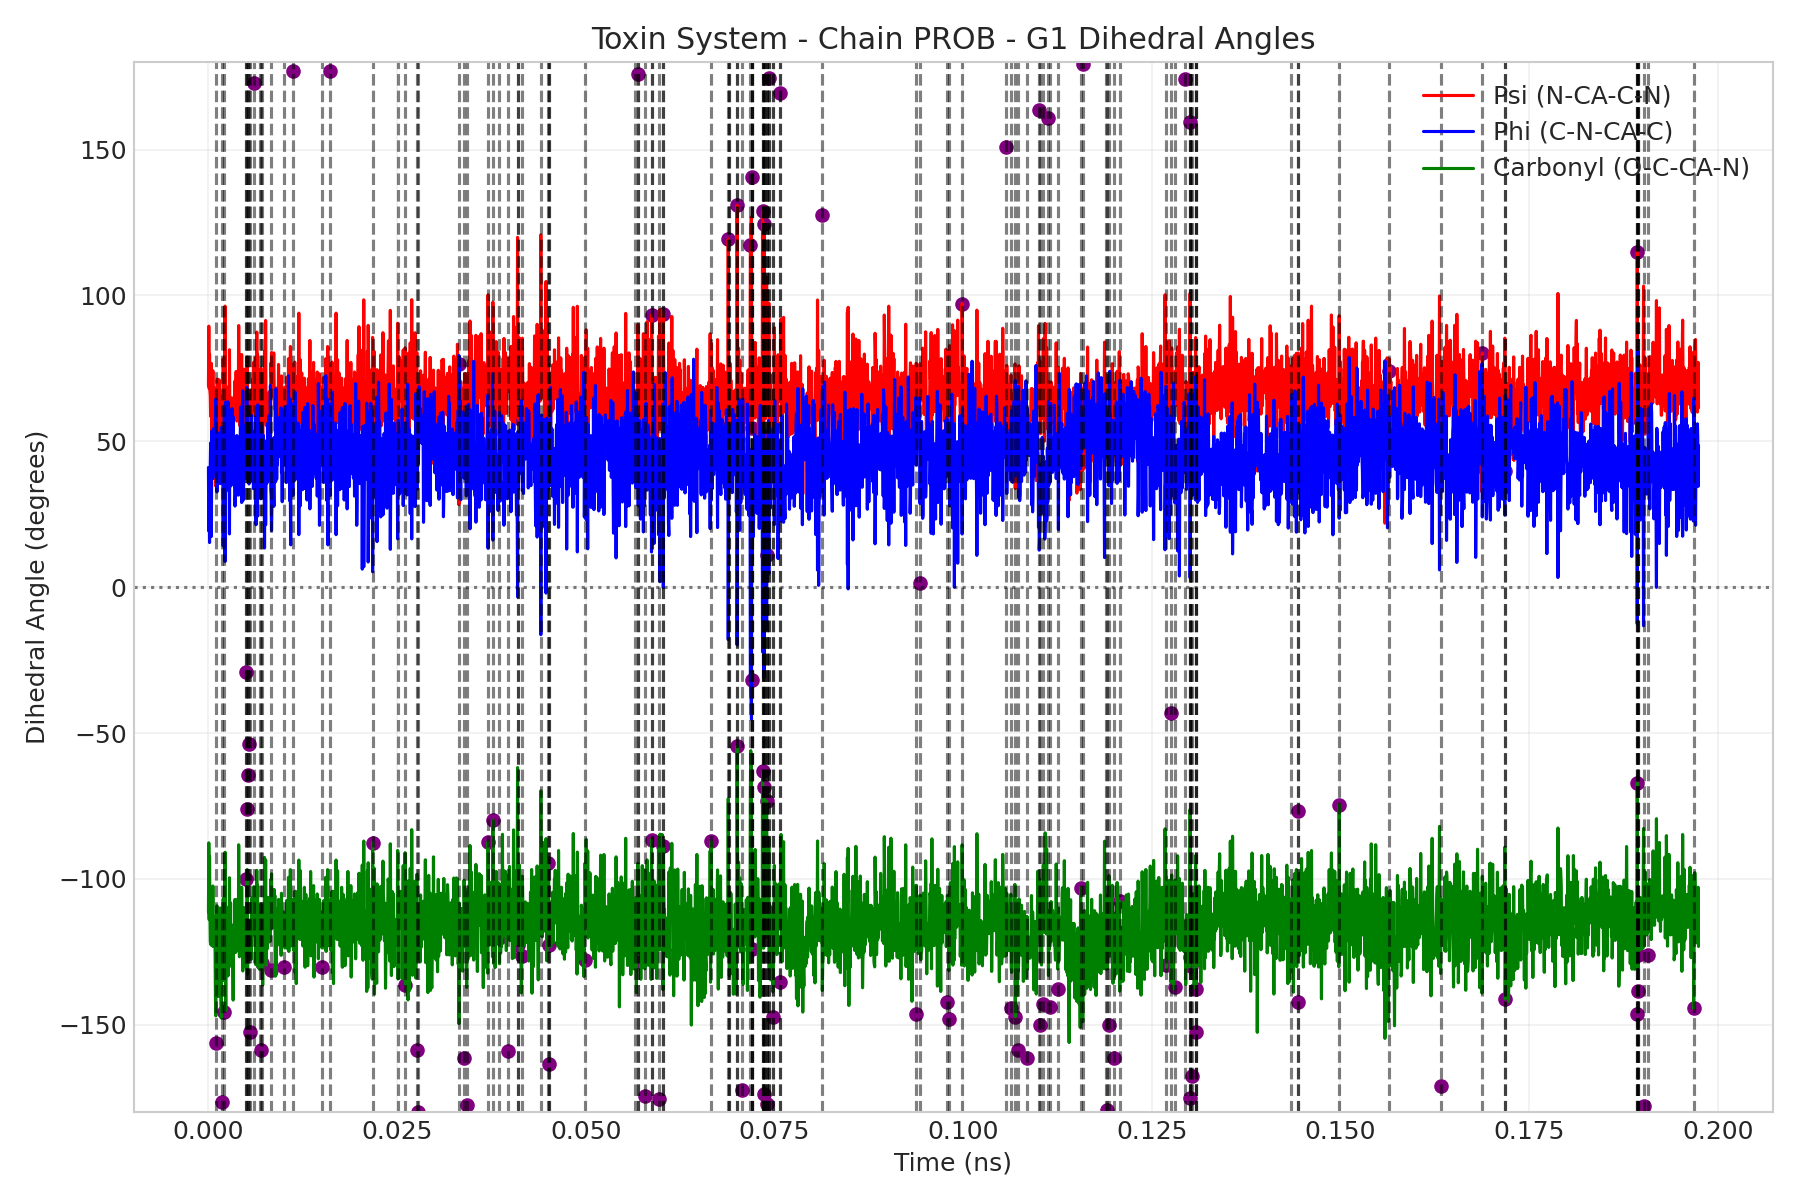 Toxin System - Chain PROB - G1 Dihedral Angles
Psi (N-CA-C-N)
Phi (C-N-CA-C)
Carbonyl (O-C-CA-N)
Dihedral Angle (degrees)
150
100
50
0
−50
−100
−150
0.000 0.025 0.050 0.075 0.100 0.125 0.150 0.175 0.200
Time (ns)